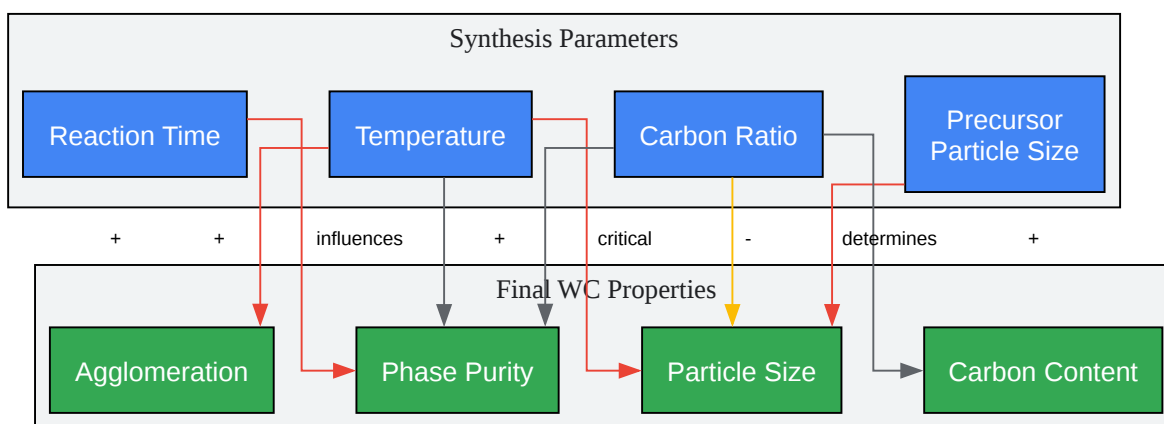 Synthesis Parameters
Reaction Time
Temperature
Carbon Ratio
Precursor
Particle Size
+ + influences + critical - determines +
Final WC Properties
Agglomeration
Phase Purity
Particle Size
Carbon Content